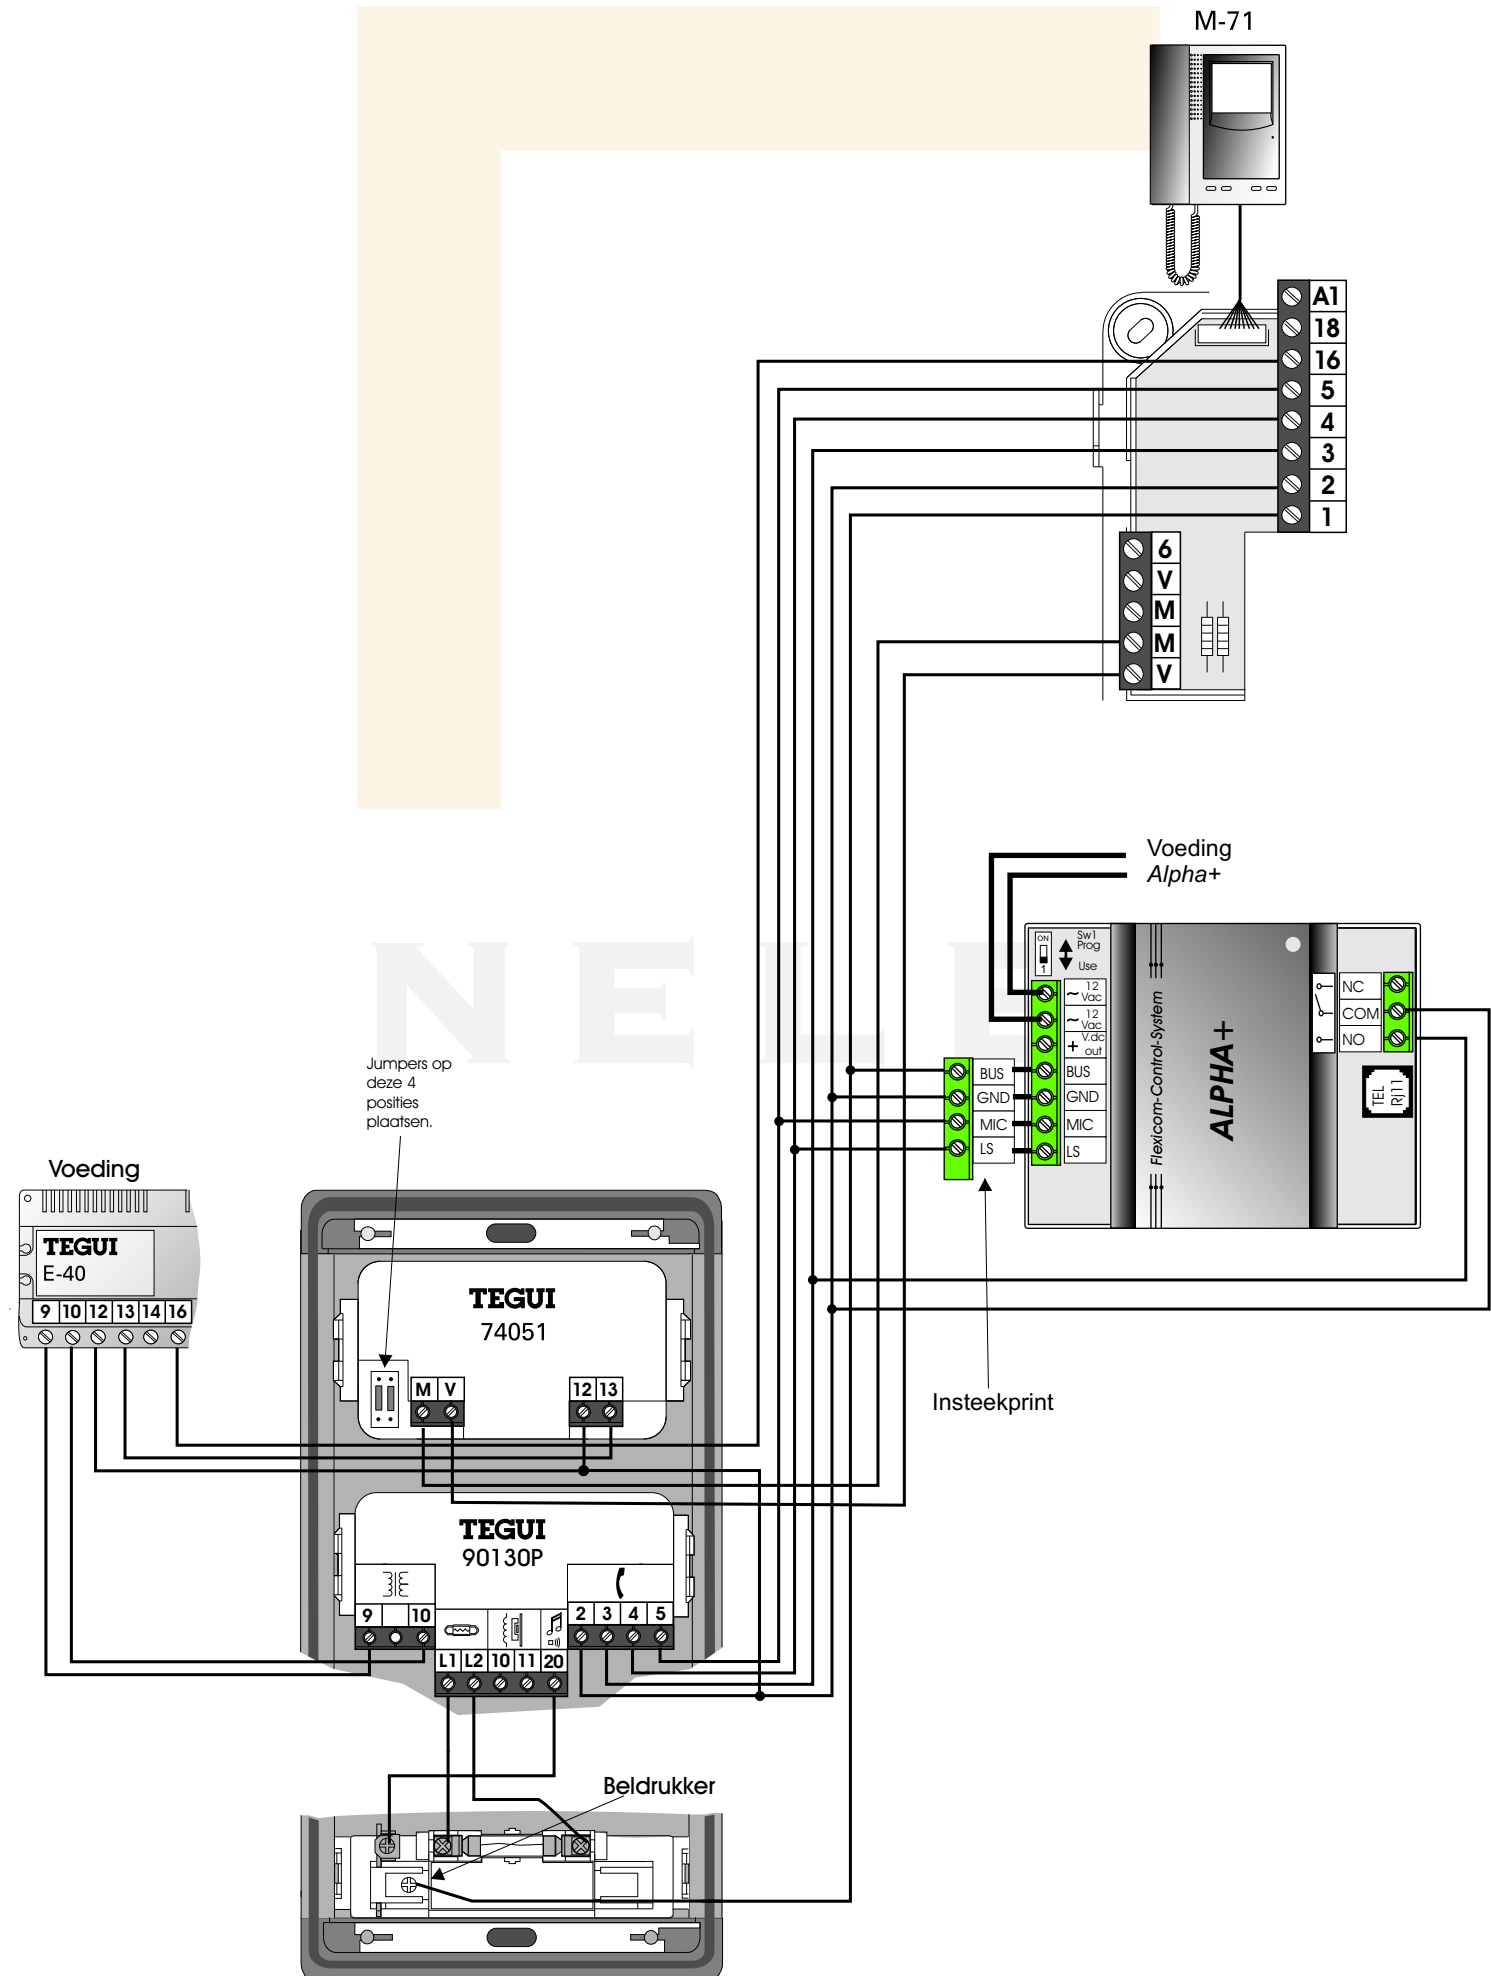 M-71
A1
18
16
5
4
3
2
1
6
V
M
M
V
Voeding
Alpha+
NELE
ON
1
Sw1
Prog
Use
~ 12 Vac
~ 12 Vac
+ V.dc out
BUS
GND
MIC
LS
BUS
GND
MIC
LS
Flexicom-Control-System
ALPHA+
NC
COM
NO
TEL
Rj11
Insteekprint
Jumpers op
deze 4
posities
plaatsen.
Voeding
TEGUI
E-40
9 10 12 13 14 16
TEGUI
74051
M V
12 13
TEGUI
90130P
9 10
2 3 4 5
L1 L2 10 11 20
Beldrukker